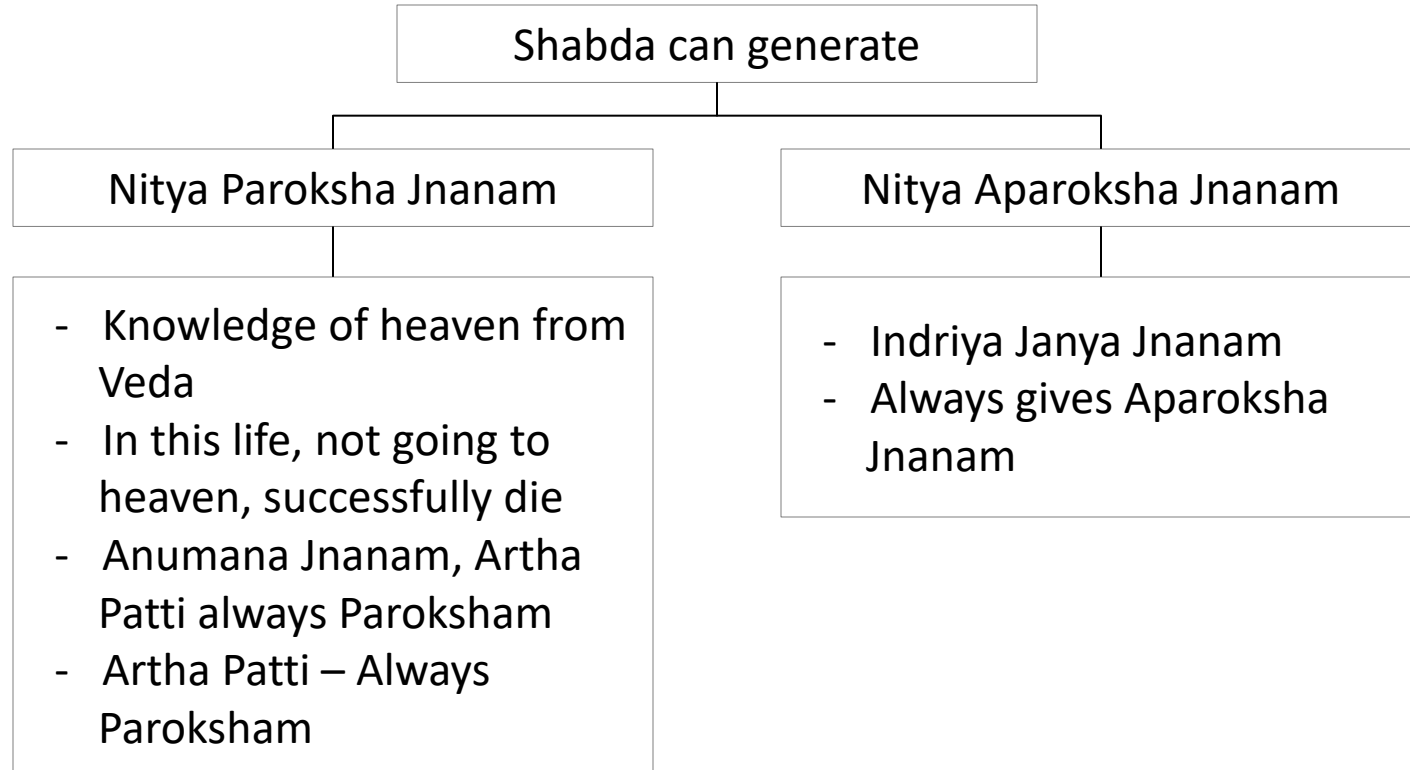 Shabda can generate
Nitya Paroksha Jnanam
Nitya Aparoksha Jnanam
- Knowledge of heaven from
Veda
- In this life, not going to
heaven, successfully die
- Anumana Jnanam, Artha
Patti always Paroksham
- Artha Patti – Always
Paroksham
- Indriya Janya Jnanam
- Always gives Aparoksha
Jnanam